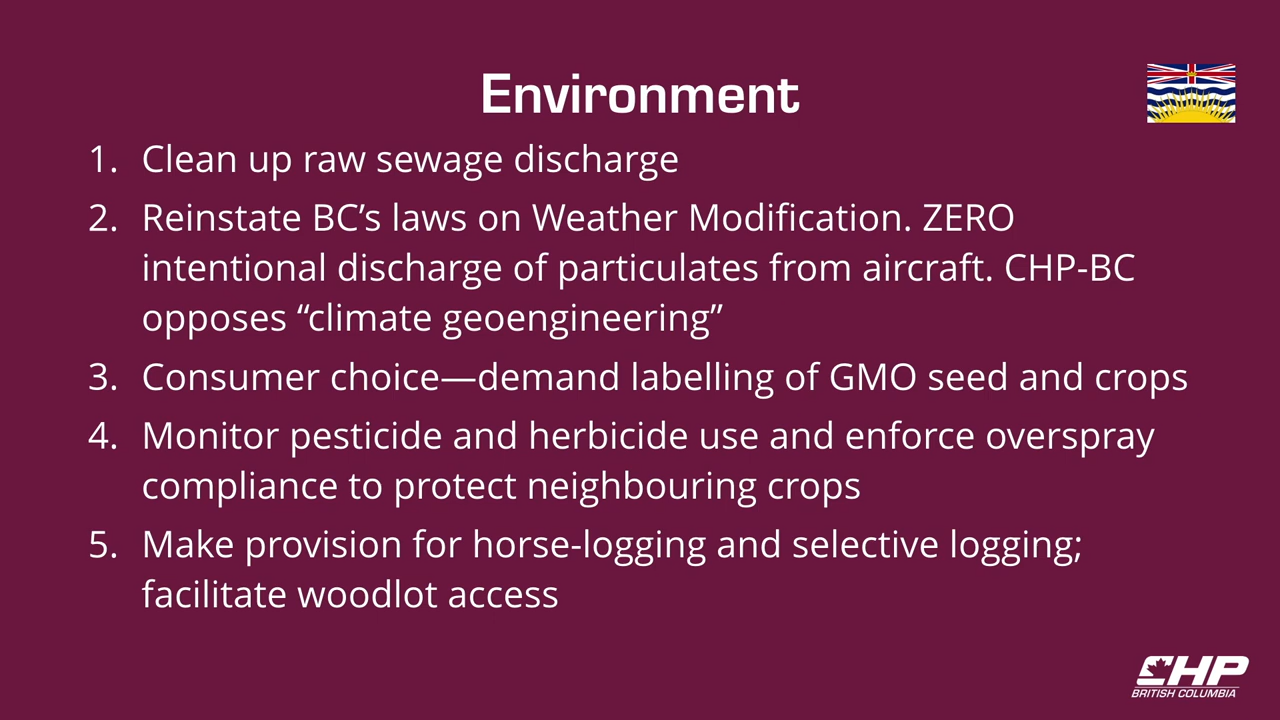 Environment
1. Clean up raw sewage discharge
2. Reinstate BC’s laws on Weather Modification. ZERO
intentional discharge of particulates from aircraft. CHP-BC
opposes “climate geoengineering”
3. Consumer choice—demand labelling of GMO seed and crops
4. Monitor pesticide and herbicide use and enforce overspray
compliance to protect neighbouring crops
5. Make provision for horse-logging and selective logging;
facilitate woodlot access
CHP
BRITISH COLUMBIA